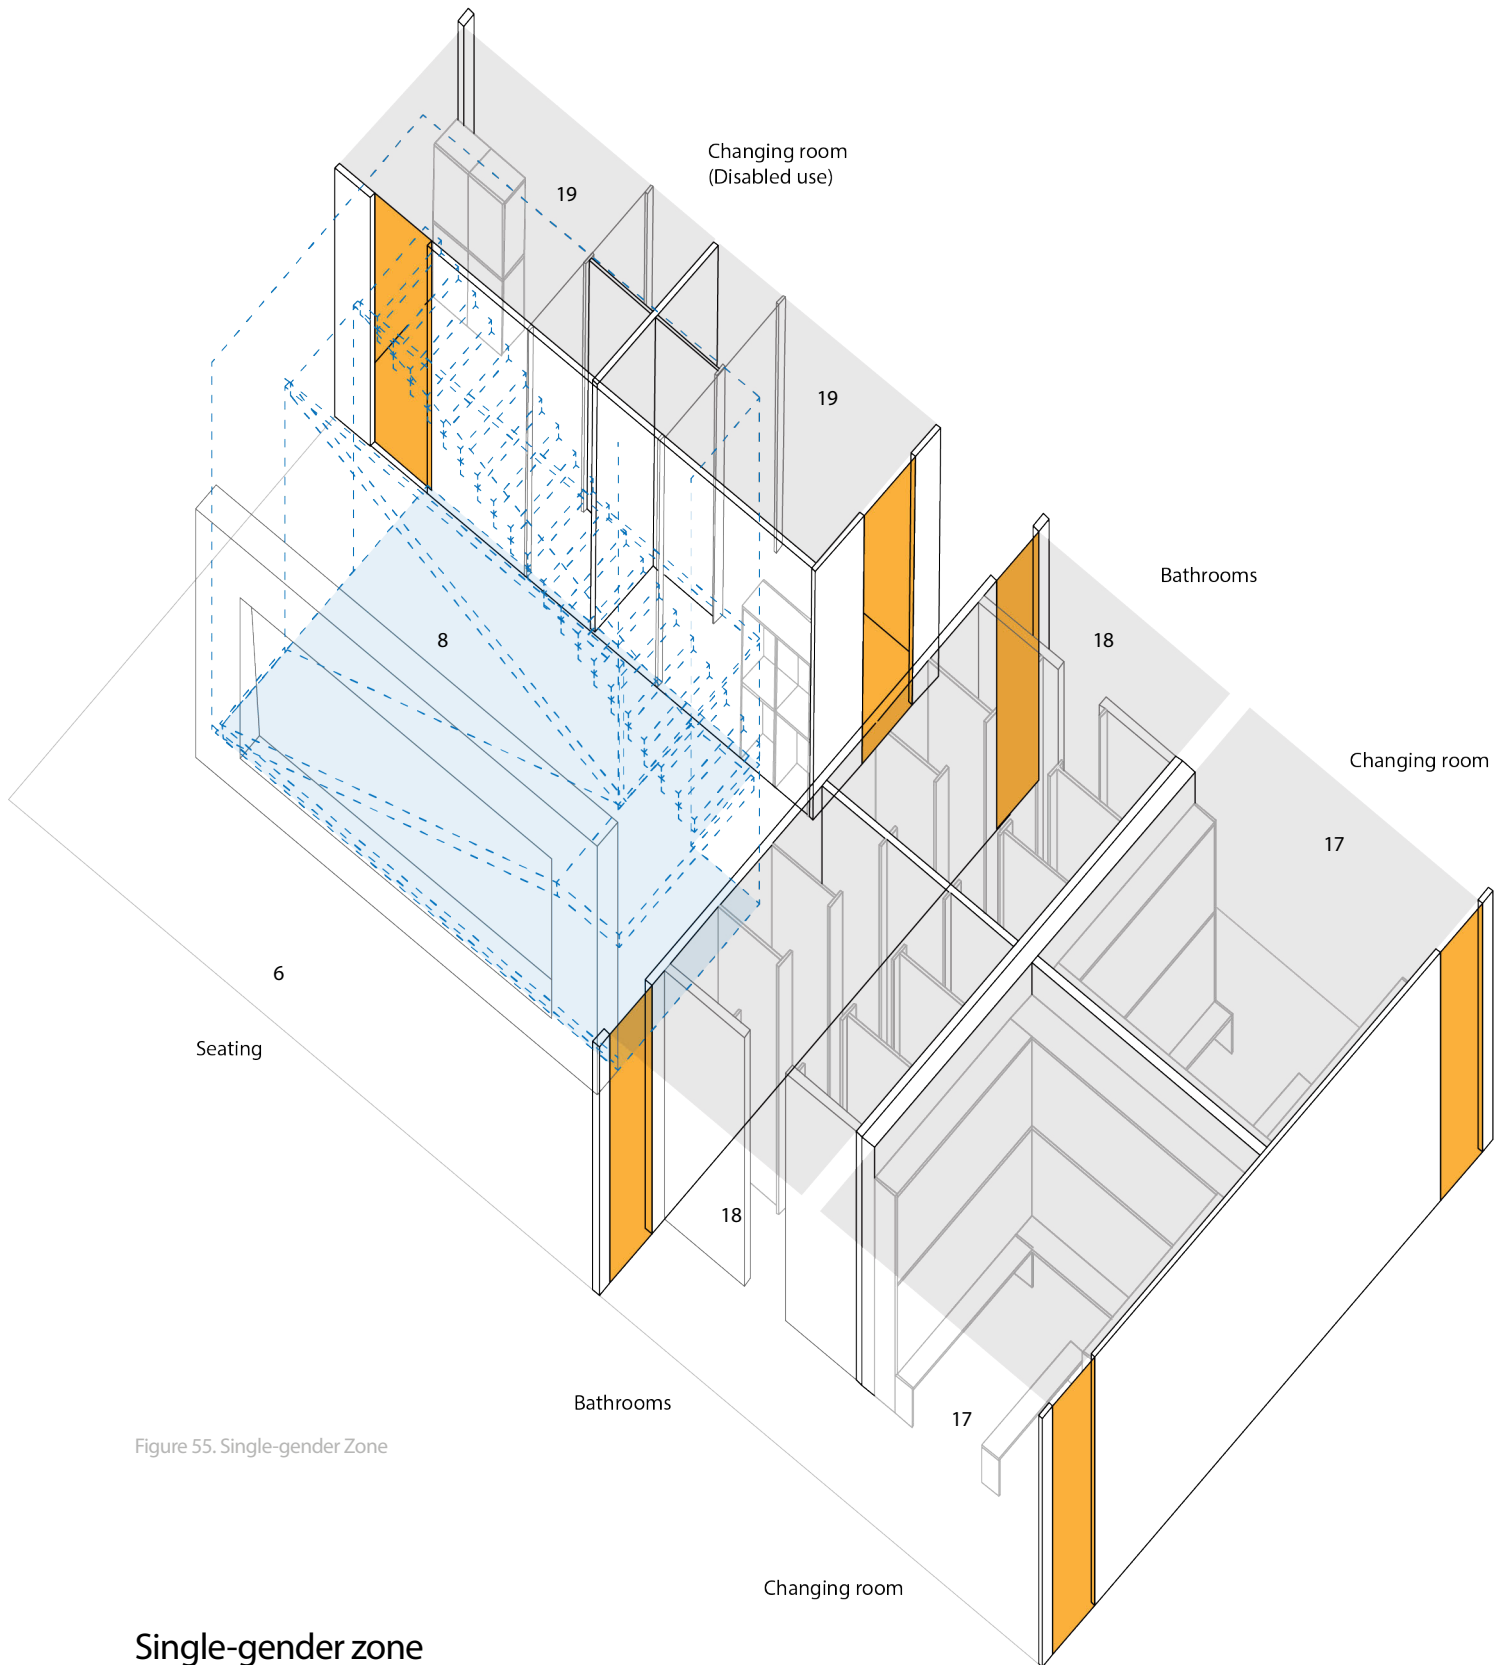 Changing room
(Disabled use)
19
19
Bathrooms
18
8
Changing room
17
6
Seating
18
Bathrooms
17
Figure 55. Single-gender Zone
Changing room
Single-gender zone